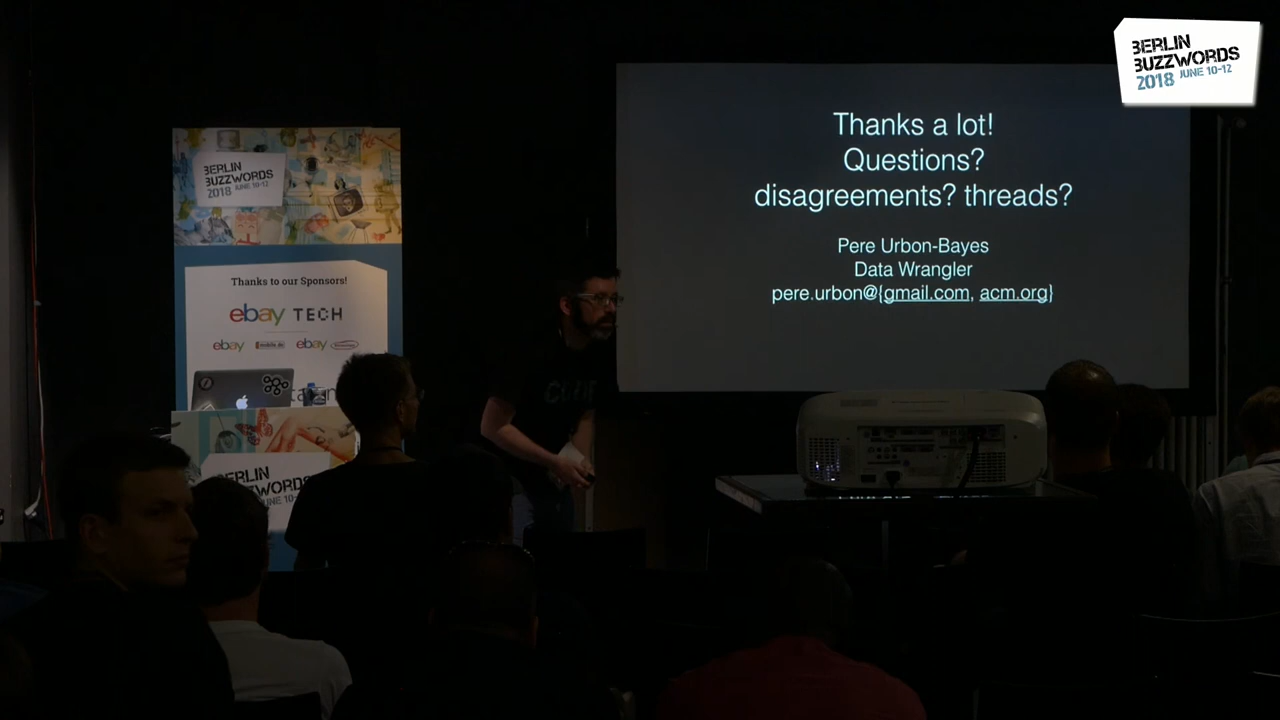 BERLIN
BUZZWORDS
2018 JUNE 10-12
Thanks a lot!
Questions?
disagreements? threads?
Pere Urbon-Bayes
Data Wrangler
pere.urbon@{gmail.com, acm.org}
BERLIN
BUZZWORDS
2018 JUNE 10-12
Thanks to our Sponsors!
ebay TECH
ebay
ebay
BERLIN